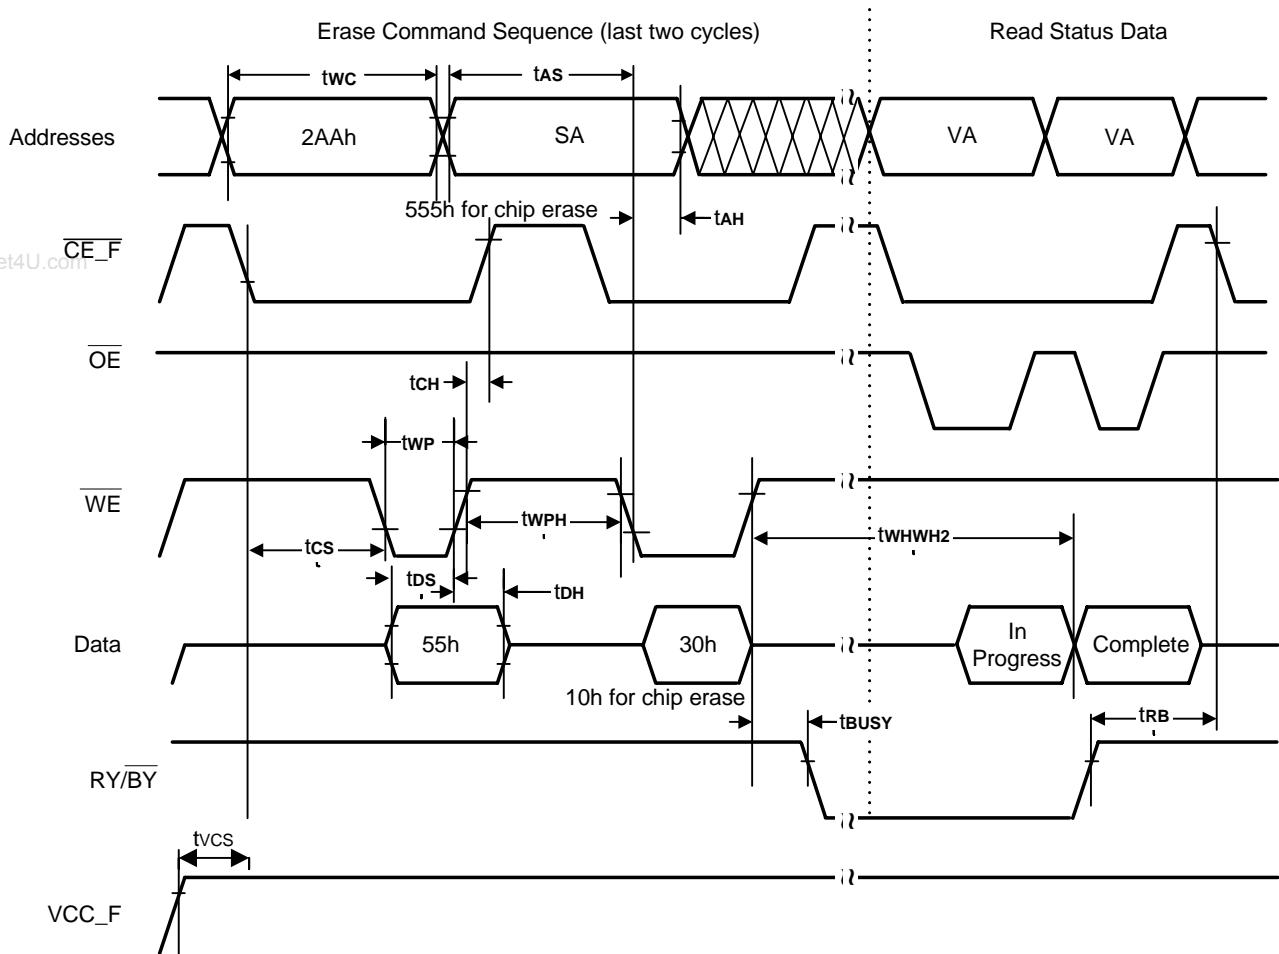 Erase Command Sequence (last two cycles)
Read Status Data
tWC
tAS
Addresses
2AAh
SA
VA
VA
555h for chip erase
tAH
CE_F
et4U.com
OE
tCH
tWP
WE
tWPH
tWHWH2
tCS
tDS
tDH
Data
55h
30h
In
Progress
Complete
10h for chip erase
tBUSY
tRB
RY/BY
tVCS
VCC_F